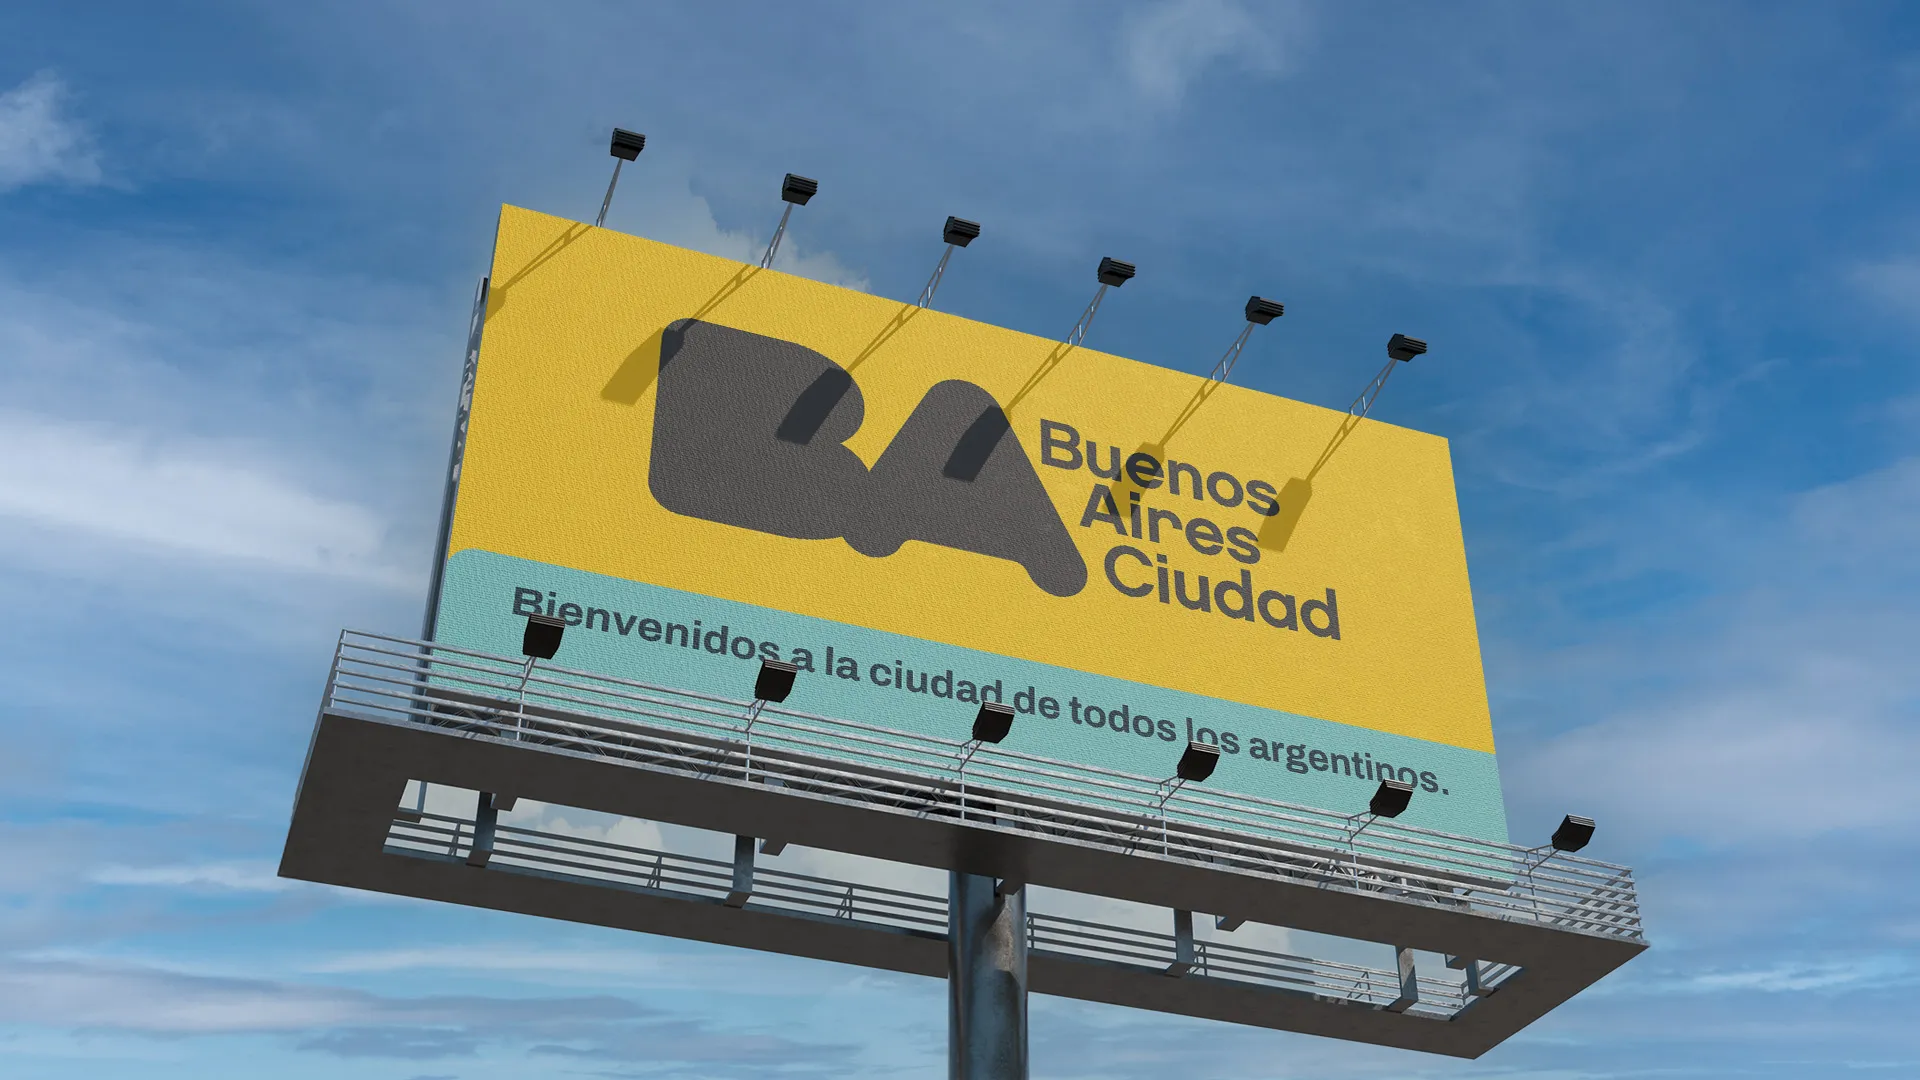 BA
Buenos
Aires
Ciudad
Bienvenidos a la ciudad de todos los argentinos.